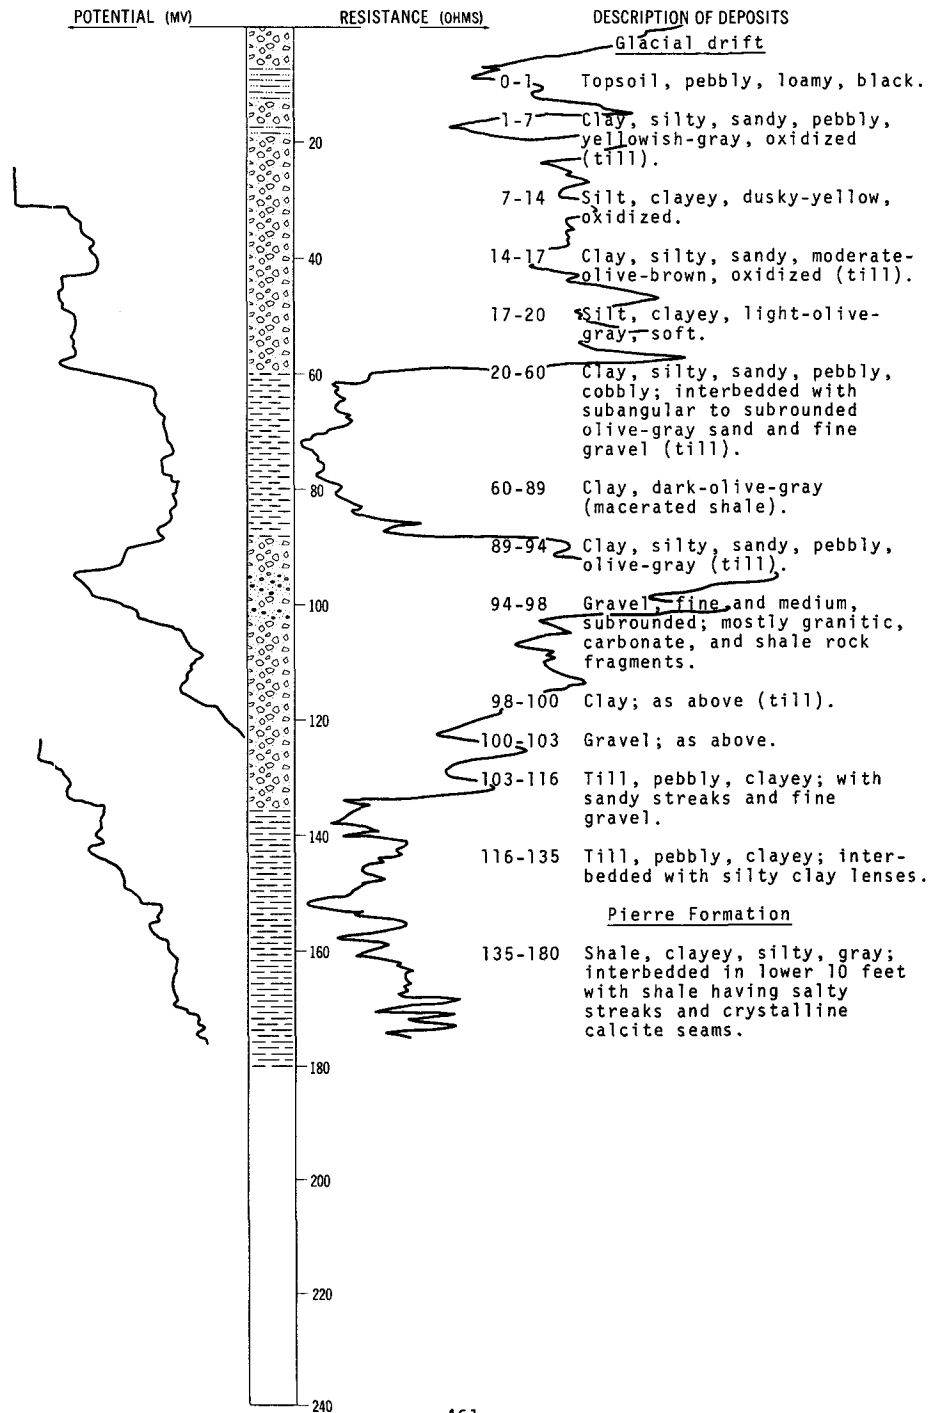 POTENTIAL (MV) RESISTANCE (OHMS) DESCRIPTION OF DEPOSITS
Glacial drift
0-1 Topsoil, pebbly, loamy, black.
1-7 Clay, silty, sandy, pebbly,
yellowish-gray, oxidized
(till).
7-14 Silt, clayey, dusky-yellow,
oxidized.
14-17 Clay, silty, sandy, moderate-
olive-brown, oxidized (till).
17-20 Silt, clayey, light-olive-
gray, soft.
20-60 Clay, silty, sandy, pebbly,
cobbly; interbedded with
subangular to subrounded
olive-gray sand and fine
gravel (till).
60-89 Clay, dark-olive-gray
(macerated shale).
89-94 Clay, silty, sandy, pebbly,
olive-gray (till).
94-98 Gravel, fine and medium,
subrounded; mostly granitic,
carbonate, and shale rock
fragments.
98-100 Clay; as above (till).
100-103 Gravel; as above.
103-116 Till, pebbly, clayey; with
sandy streaks and fine
gravel.
116-135 Till, pebbly, clayey; inter-
bedded with silty clay lenses.
Pierre Formation
135-180 Shale, clayey, silty, gray;
interbedded in lower 10 feet
with shale having salty
streaks and crystalline
calcite seams.
20
40
60
80
100
120
140
160
180
200
220
240